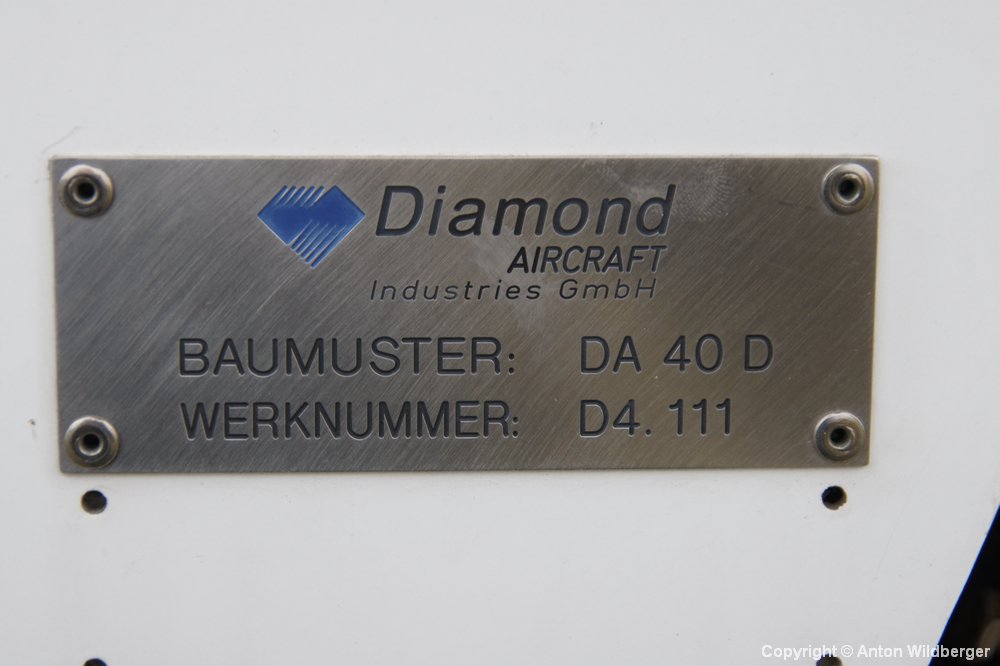 Diamond
AIRCRAFT
Industries GmbH
BAUMUSTER: DA 40 D
WERKNUMMER: D4. 111
Copyright © Anton Wildberger